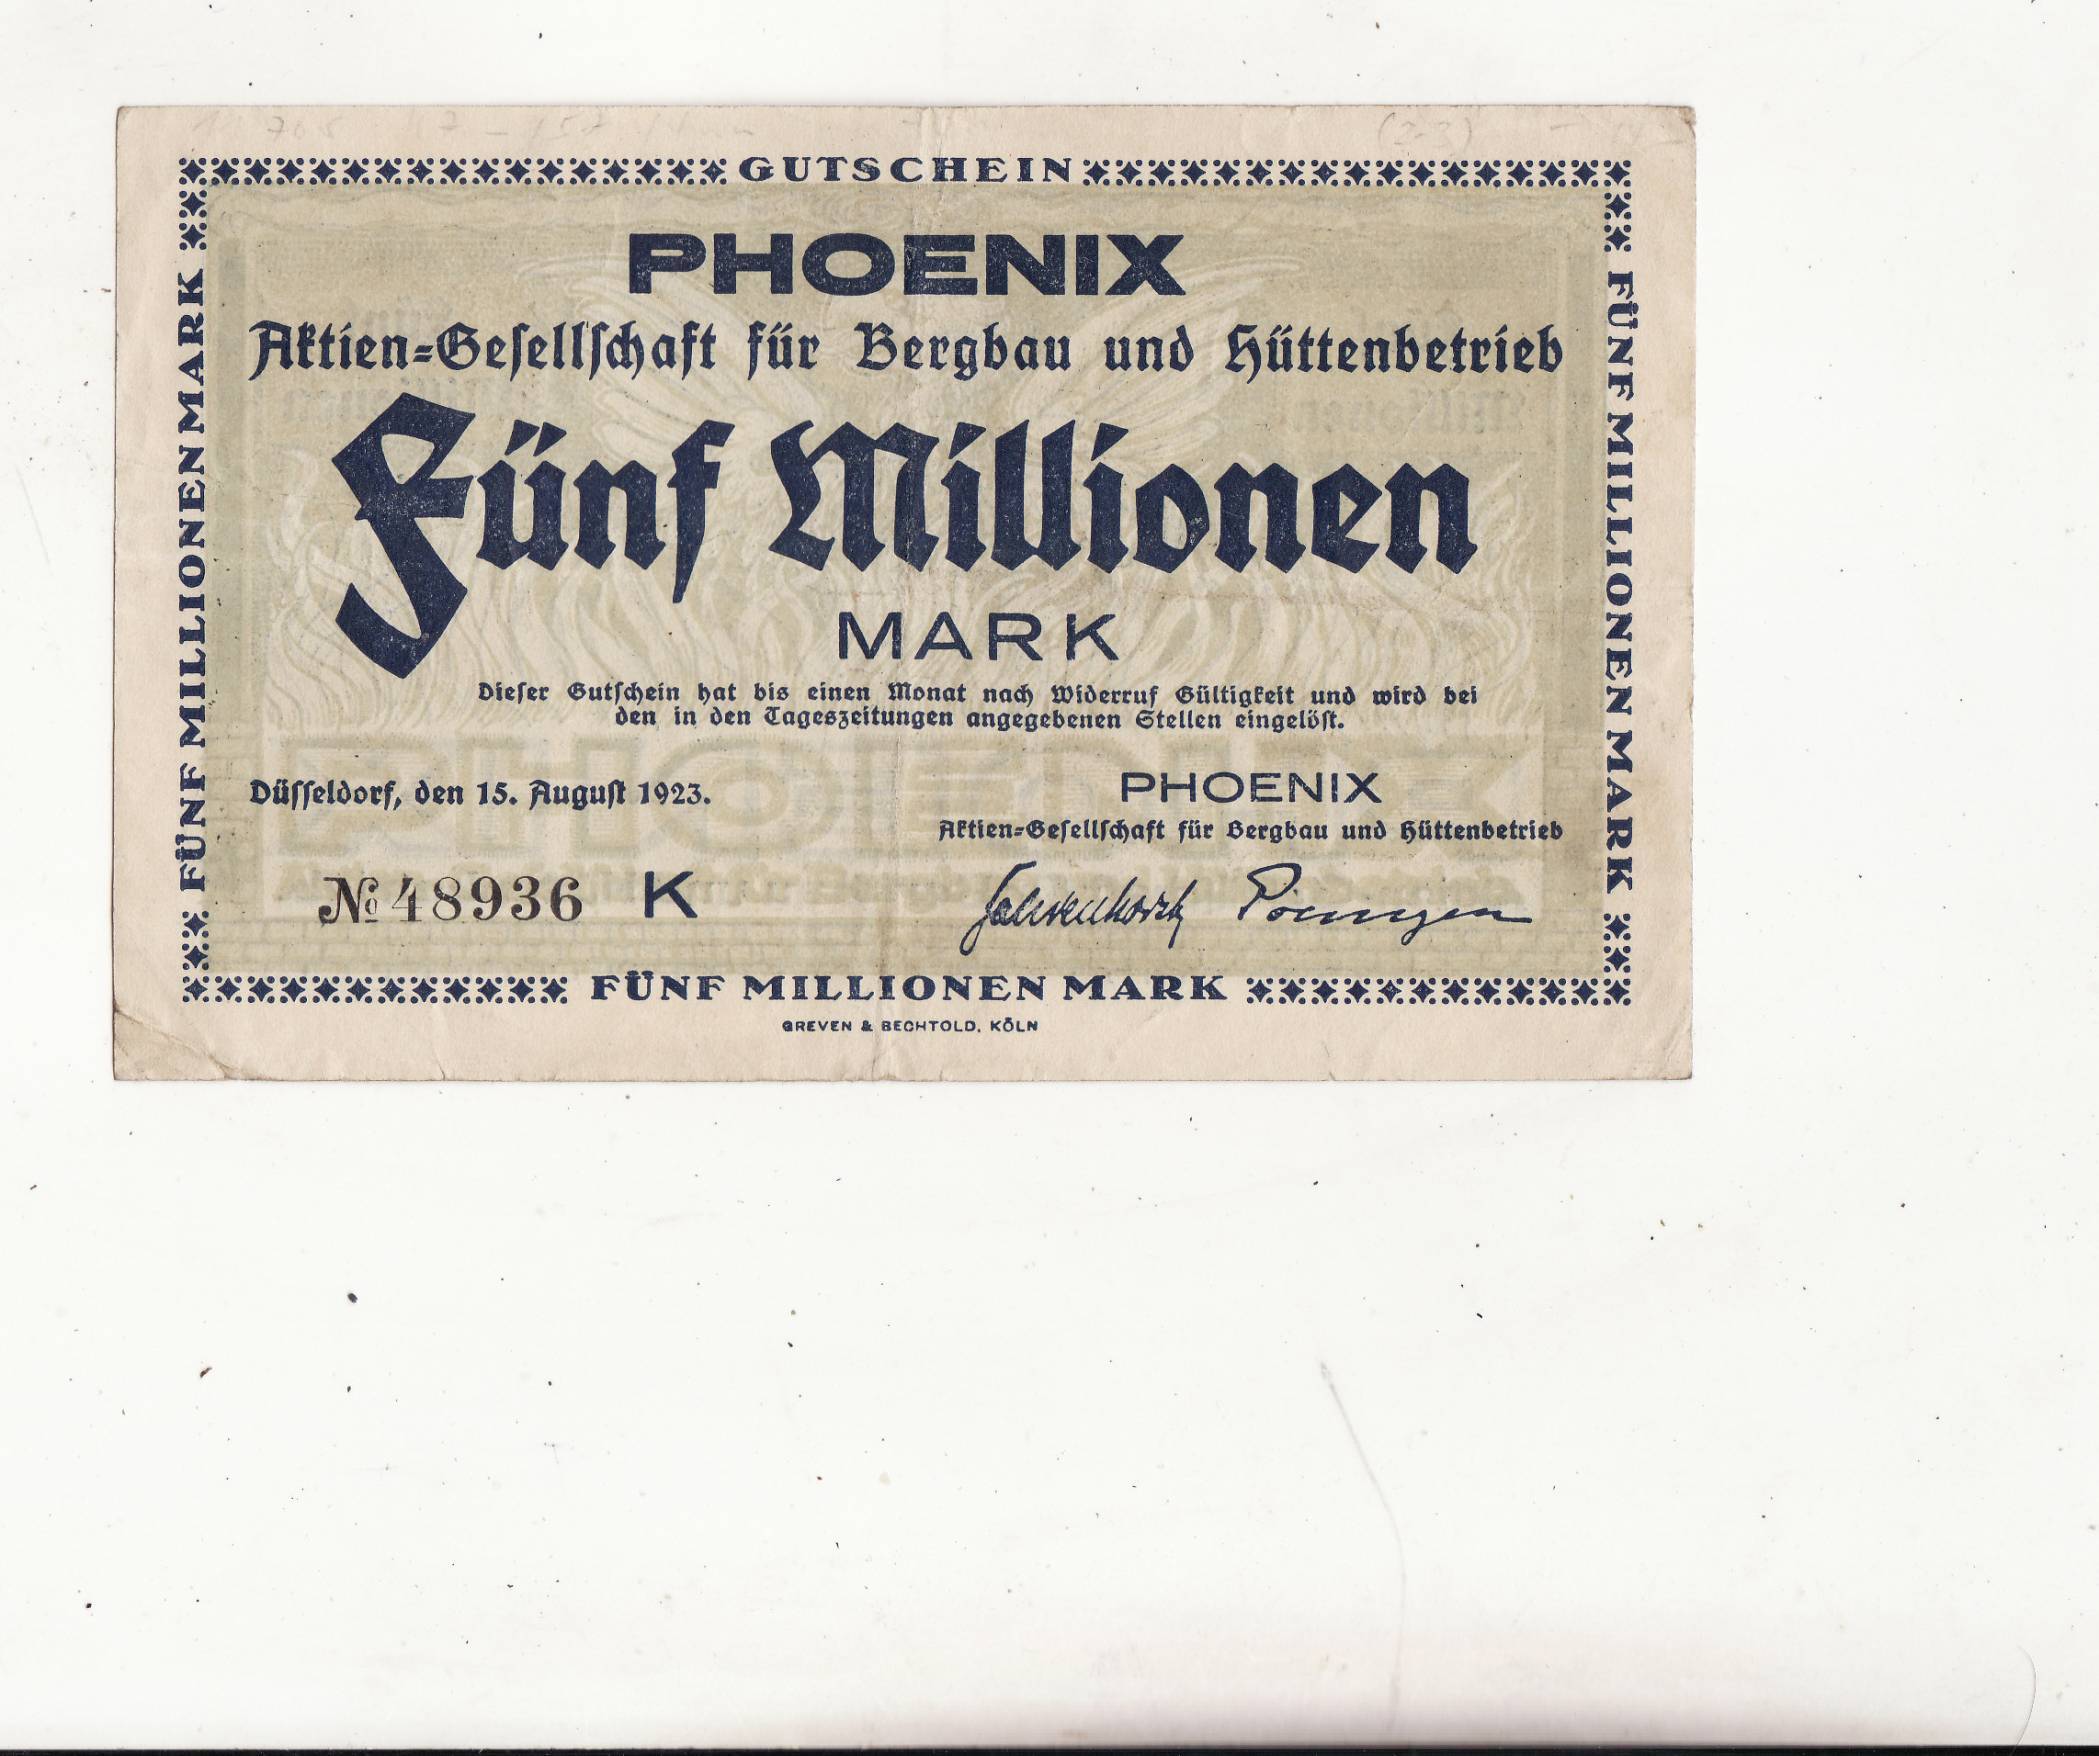 GUTSCHEIN
PHOENIX
Aktien=Gesellschaft für Bergbau und Hüttenbetrieb
Fünf Millionen
MARK
Dieser Gutschein hat bis einen Monat nach Widerruf Gültigkeit und wird bei
den in den Tageszeitungen angegebenen Stellen eingelöst.
Düsseldorf, den 15. August 1923.
PHOENIX
Aktien=Gesellschaft für Bergbau und Hüttenbetrieb
№ 48936 K
FÜNF MILLIONENMARK
FÜNF MILLIONEN MARK
FÜNF MILLIONEN MARK
GREVEN & BECHTOLD, KÖLN